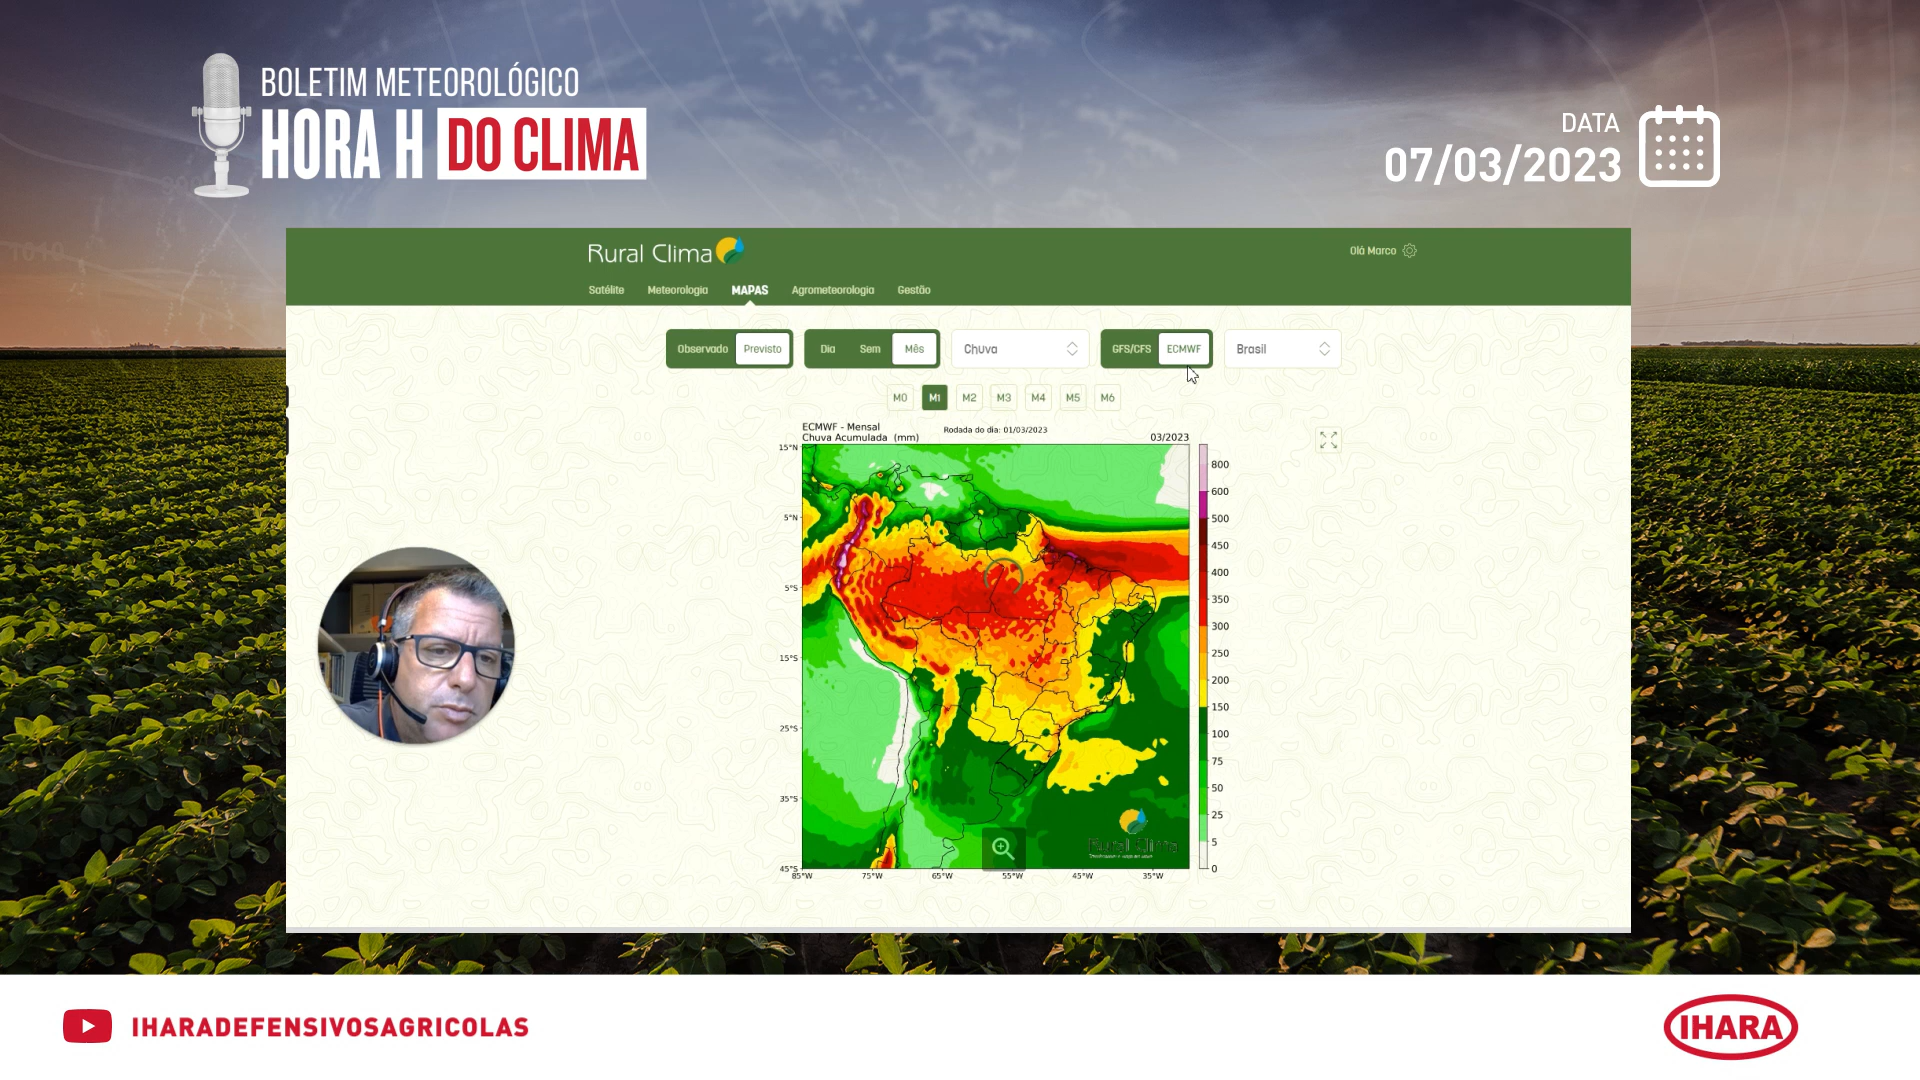 BOLETIM METEOROLÓGICO
HORA H DO CLIMA
DATA
07/03/2023
1010
Rural Clima
Olá Marco
Satélite Meteorologia MAPAS Agrometeorologia Gestão
Observado Previsto Dia Sem Mês Chuva GFS/CFS ECMWF Brasil
M0 M1 M2 M3 M4 M5 M6
ECMWF - Mensal
Chuva Acumulada (mm)
Rodada do dia: 01/03/2023
03/2023
15°N
5°N
5°S
15°S
25°S
35°S
45°S
85°W 75°W 65°W 55°W 45°W 35°W
800
600
500
450
400
350
300
250
200
150
100
75
50
25
5
0
Rural Clima
IHARADEFENSIVOSAGRICOLAS
IHARA